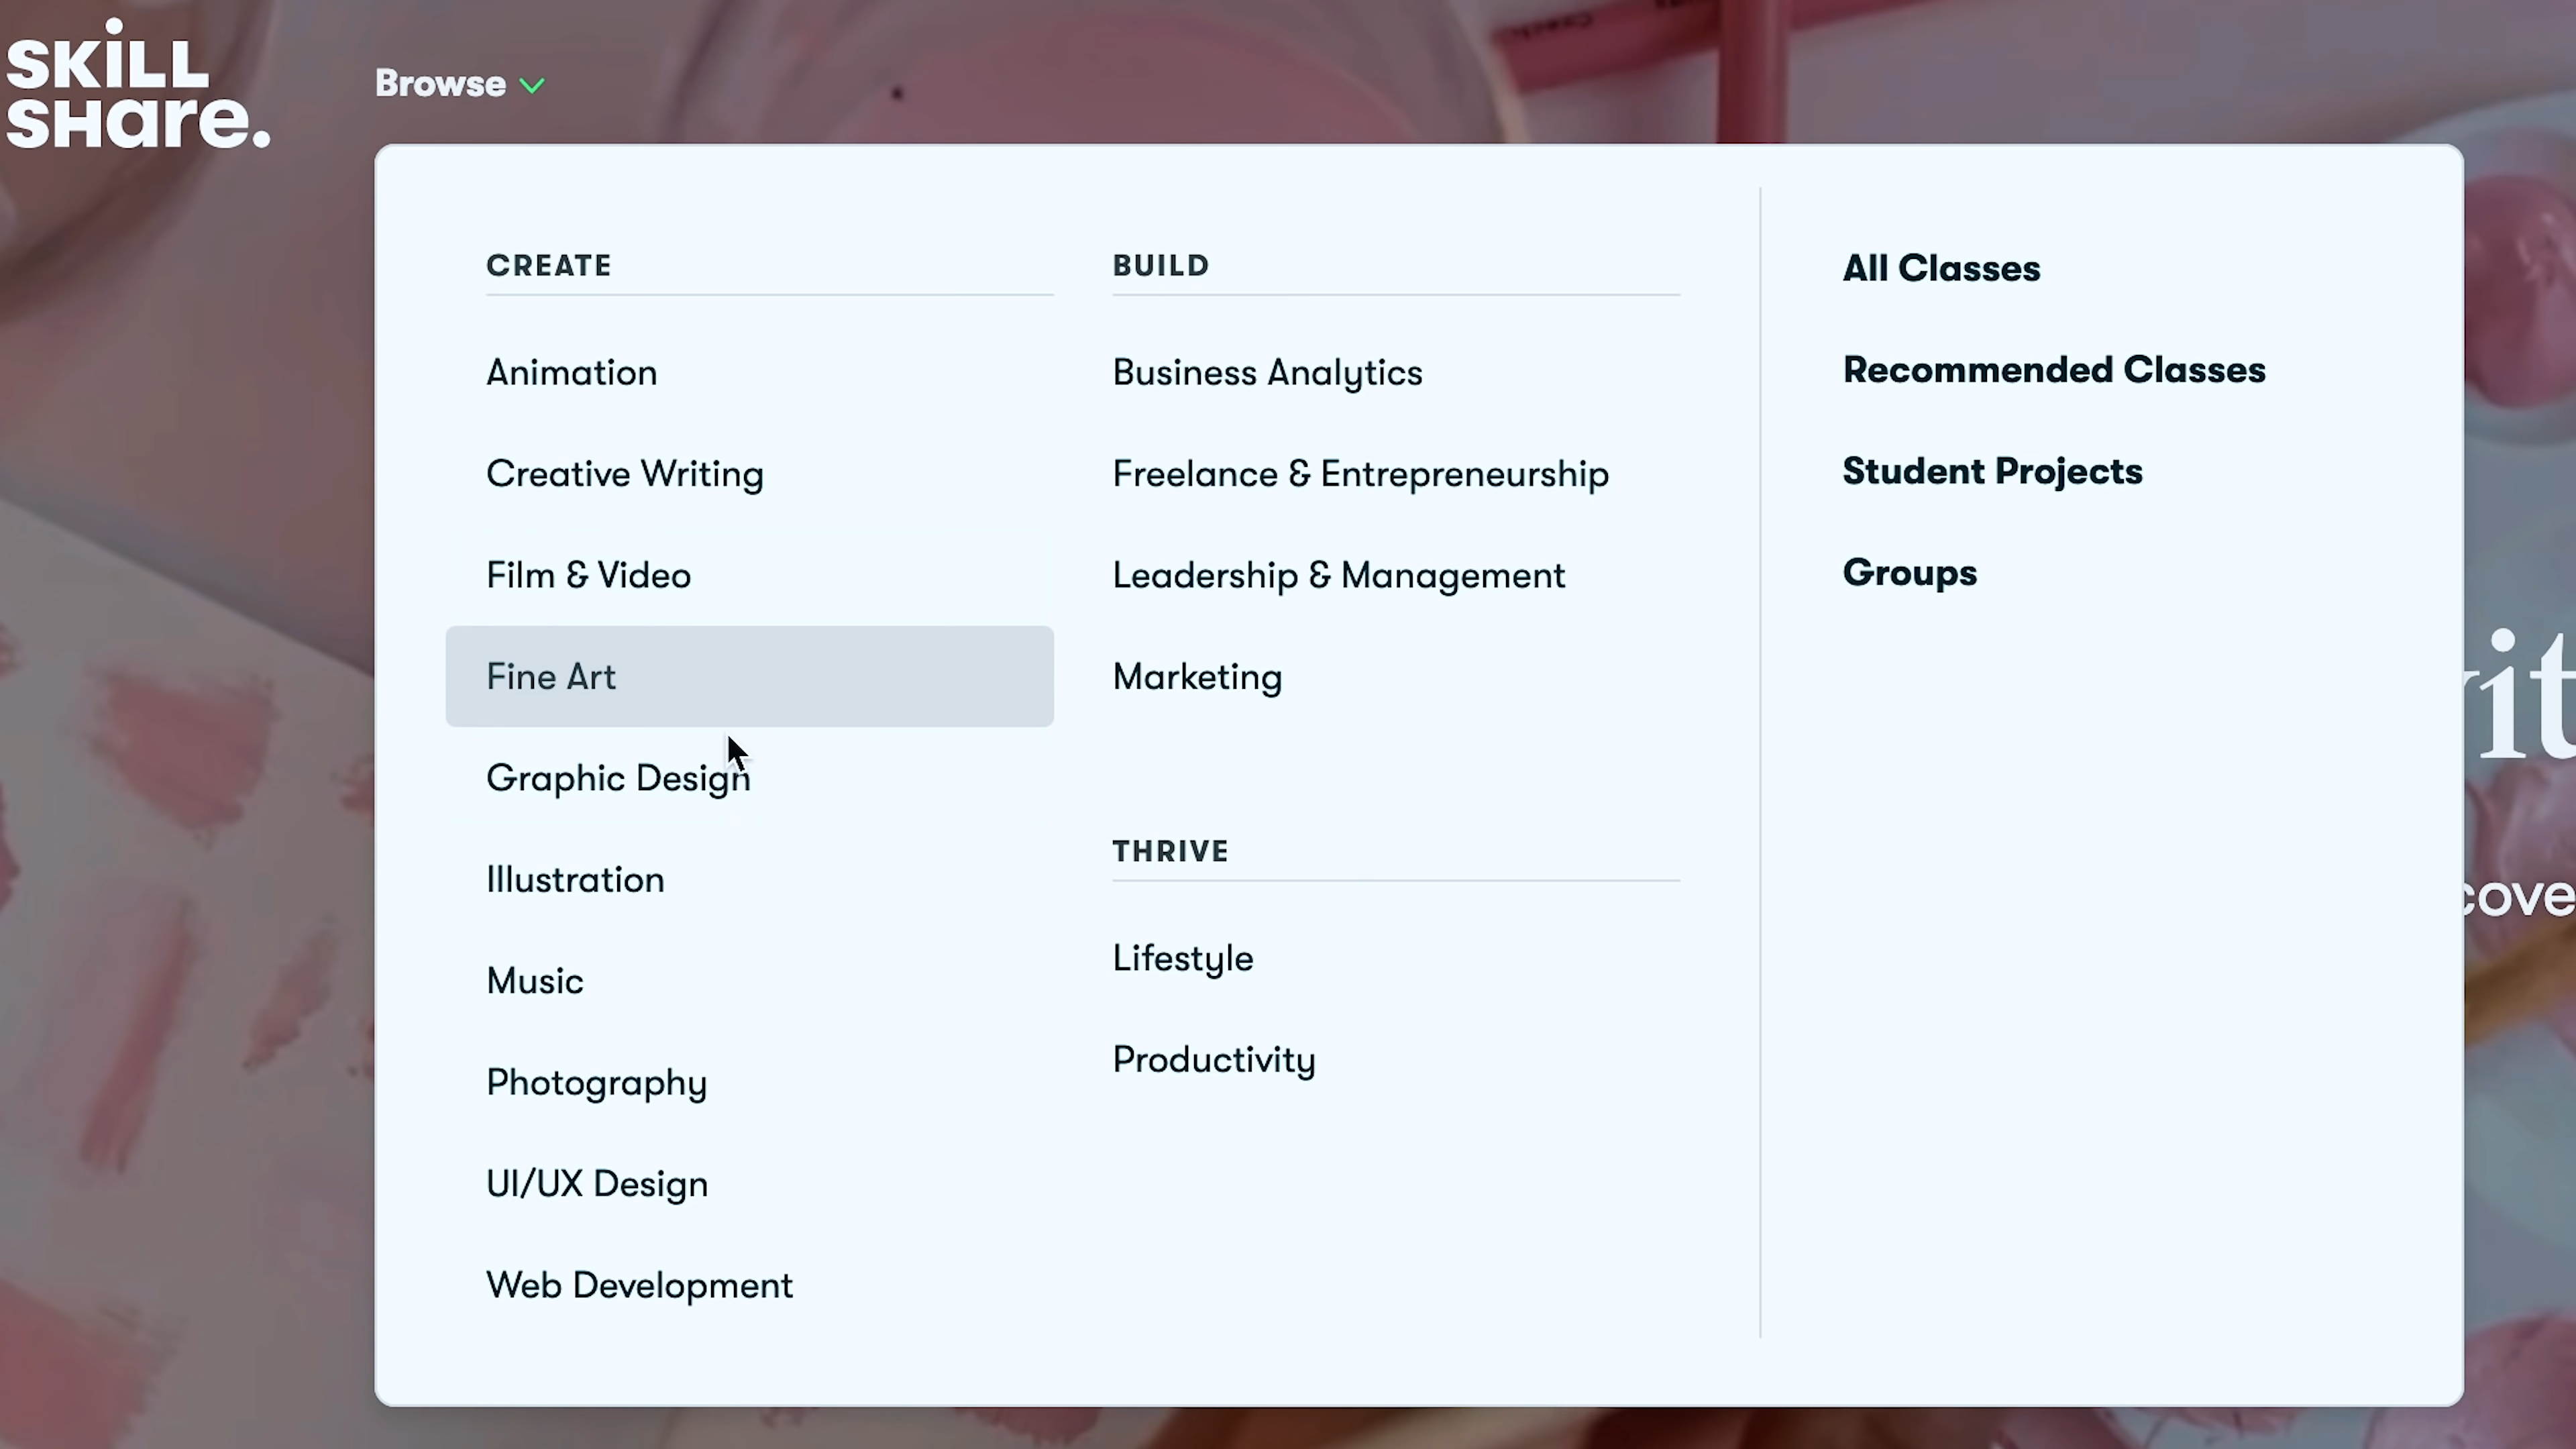 SKILL
SHare.
Browse
CREATE
Animation
Creative Writing
Film & Video
Fine Art
Graphic Design
Illustration
Music
Photography
UI/UX Design
Web Development
BUILD
Business Analytics
Freelance & Entrepreneurship
Leadership & Management
Marketing
THRIVE
Lifestyle
Productivity
All Classes
Recommended Classes
Student Projects
Groups